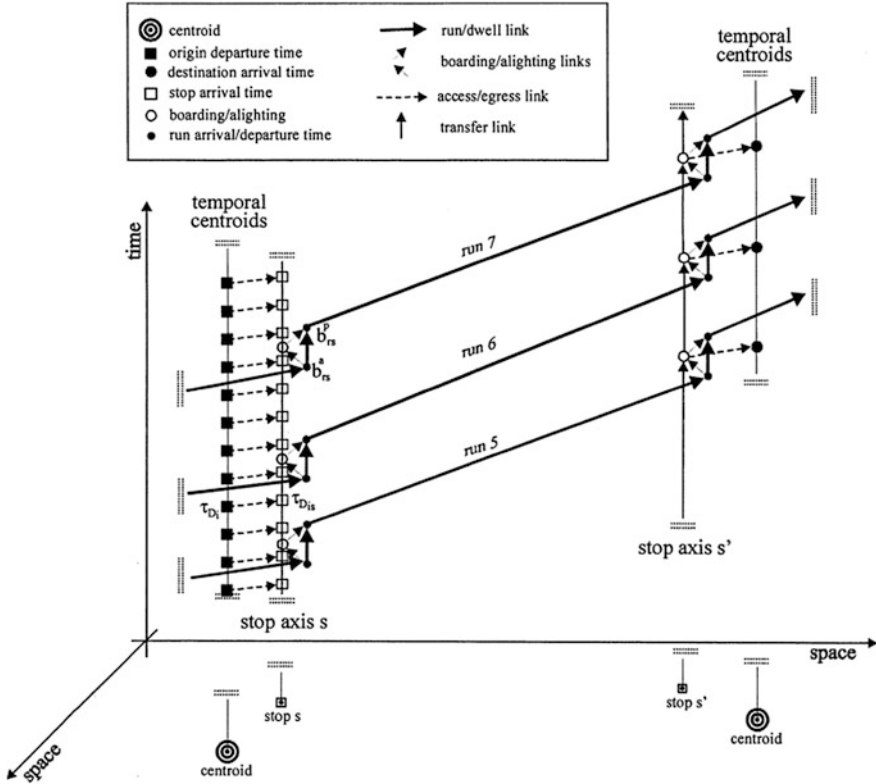 centroid
origin departure time
destination arrival time
stop arrival time
boarding/alighting
run arrival/departure time
run/dwell link
boarding/alighting links
access/egress link
transfer link
temporal
centroids
temporal
centroids
time
run 7
run 6
run 5
b_rs^p
b_rs^a
τ_Di
τ_Dis
stop axis s
stop axis s'
space
space
stop s
stop s'
centroid
centroid